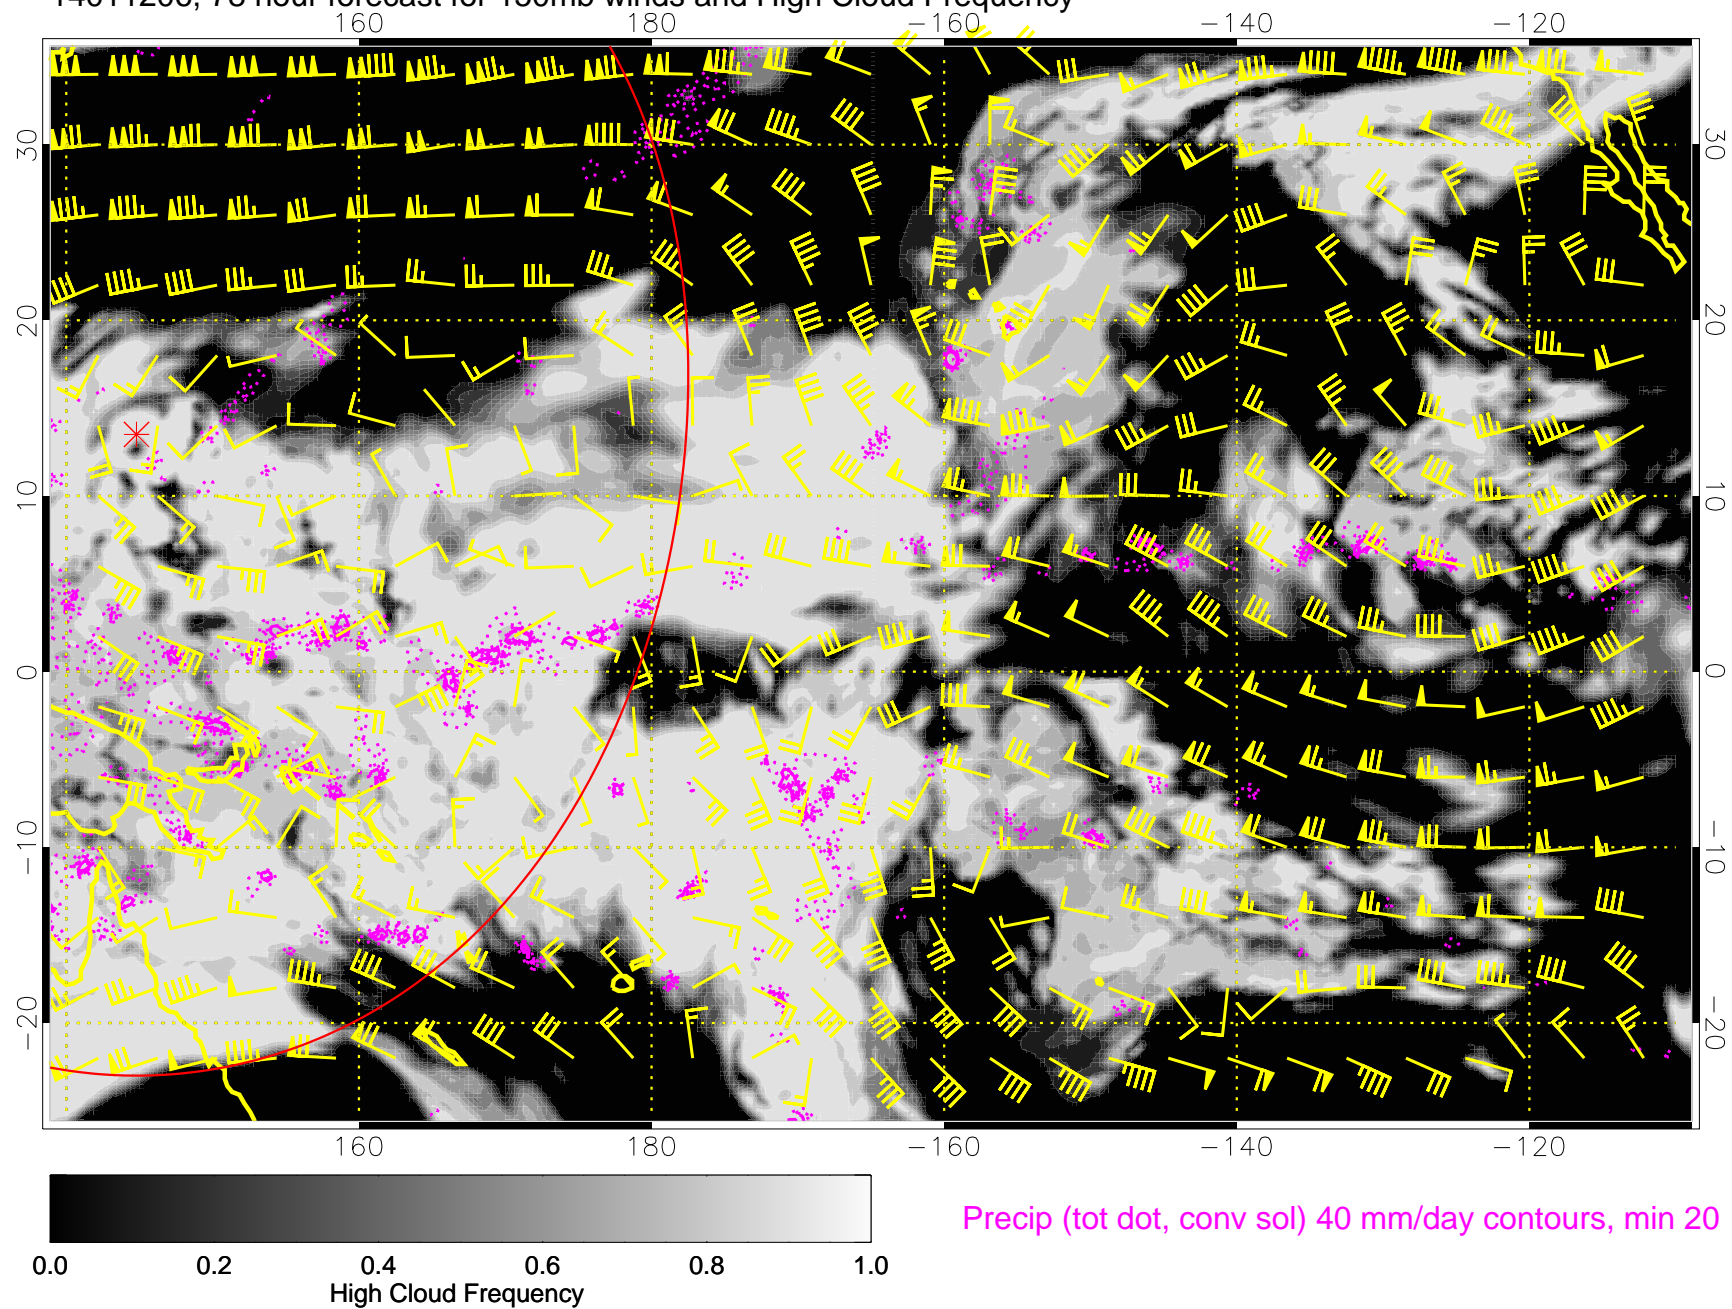 160 180 −160 −140 −120
30 30
20 20
10 10
0 0
−10 −10
−20 −20
160 180 −160 −140 −120
0.0 0.2 0.4 0.6 0.8 1.0
High Cloud Frequency
Precip (tot dot, conv sol) 40 mm/day contours, min 20